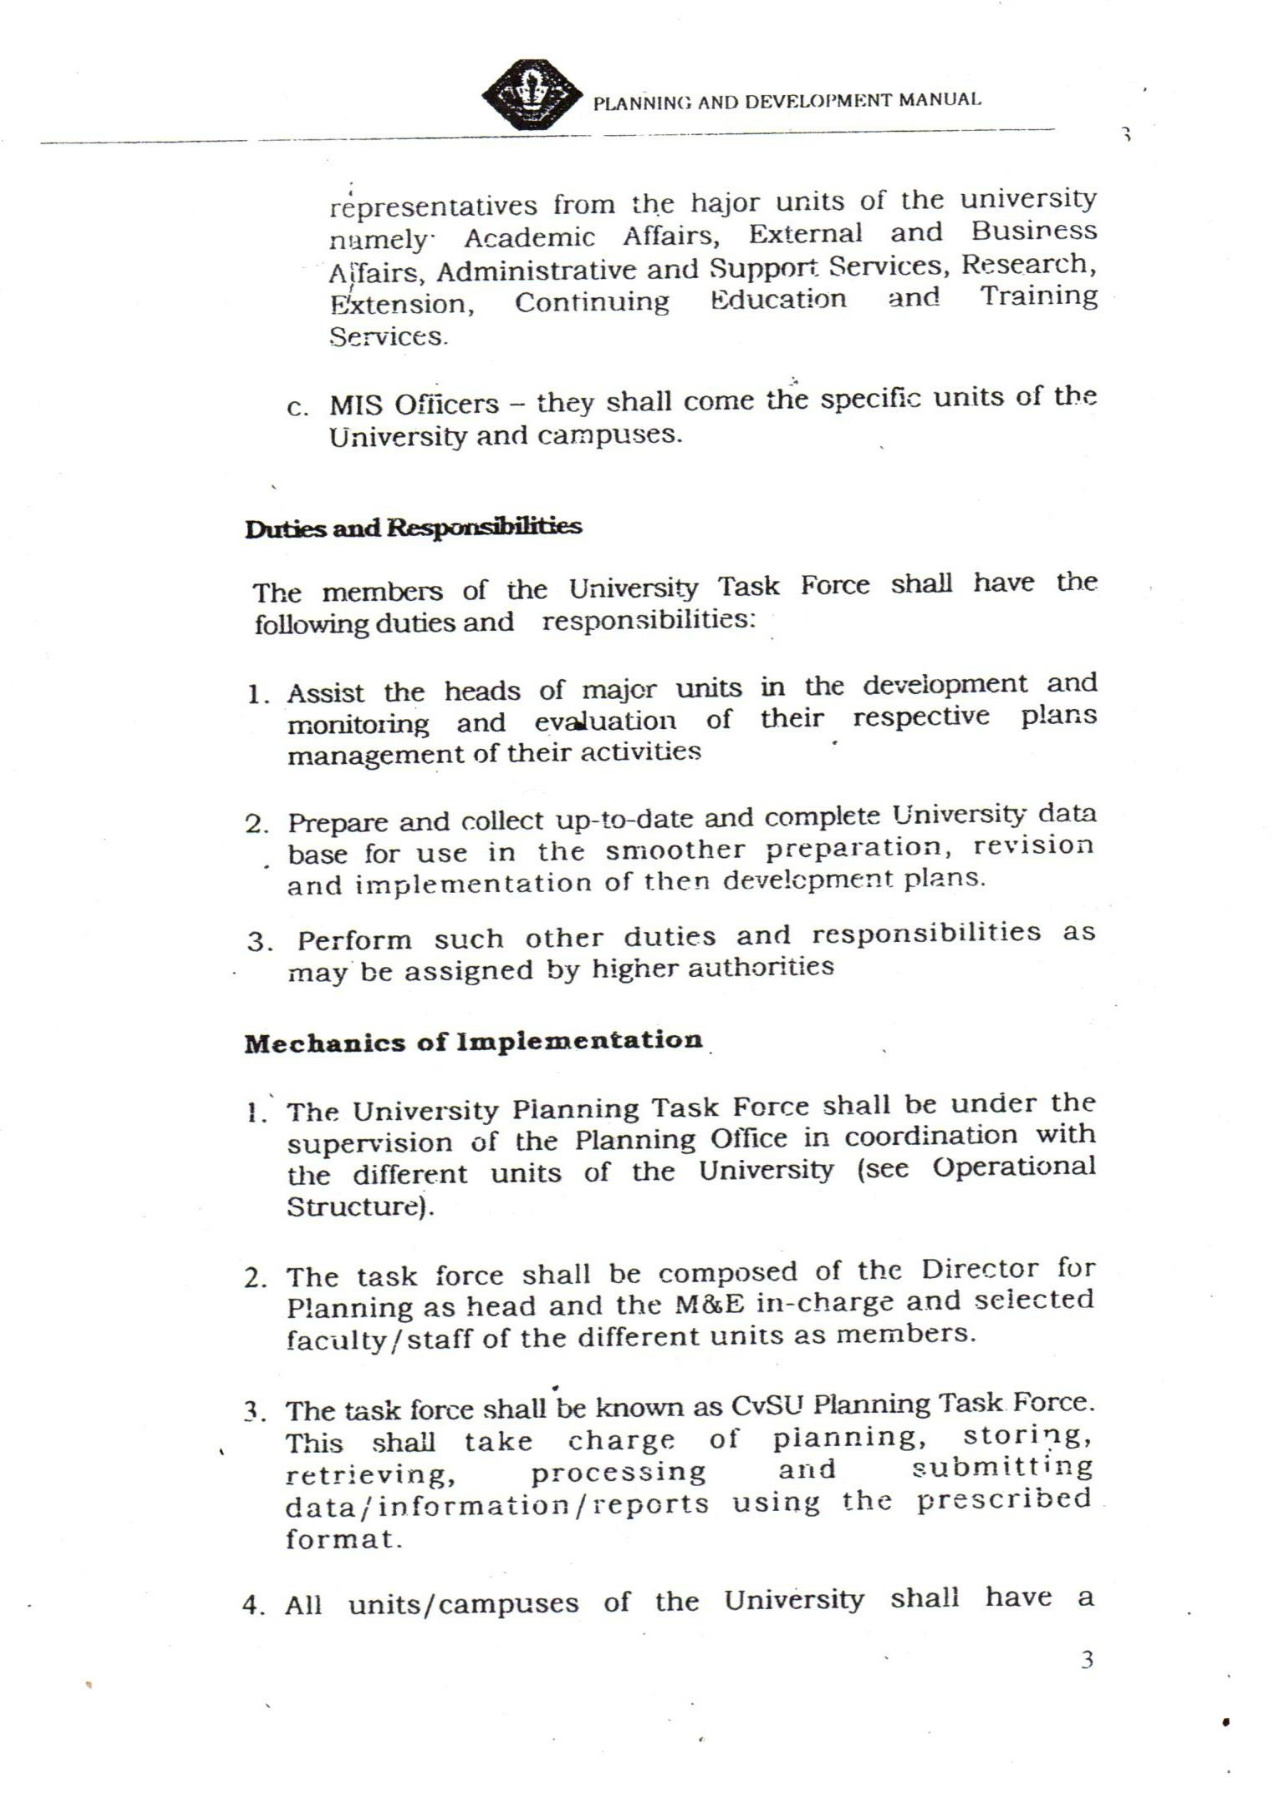 PLANNING AND DEVELOPMENT MANUAL
3
representatives from the hajor units of the university
namely· Academic Affairs, External and Business
Affairs, Administrative and Support Services, Research,
Extension, Continuing Education and Training
Services.
c. MIS Officers – they shall come the specific units of the
University and campuses.
Duties and Responsibilities
The members of the University Task Force shall have the
following duties and responsibilities:
1. Assist the heads of major units in the development and
monitoring and evaluation of their respective plans
management of their activities
2. Prepare and collect up-to-date and complete University data
base for use in the smoother preparation, revision
and implementation of then development plans.
3. Perform such other duties and responsibilities as
may be assigned by higher authorities
Mechanics of Implementation
1. The University Planning Task Force shall be under the
supervision of the Planning Office in coordination with
the different units of the University (see Operational
Structure).
2. The task force shall be composed of the Director for
Planning as head and the M&E in-charge and selected
faculty/staff of the different units as members.
3. The task force shall be known as CvSU Planning Task Force.
This shall take charge of planning, storing,
retrieving, processing and submitting
data/information/reports using the prescribed
format.
4. All units/campuses of the University shall have a
3